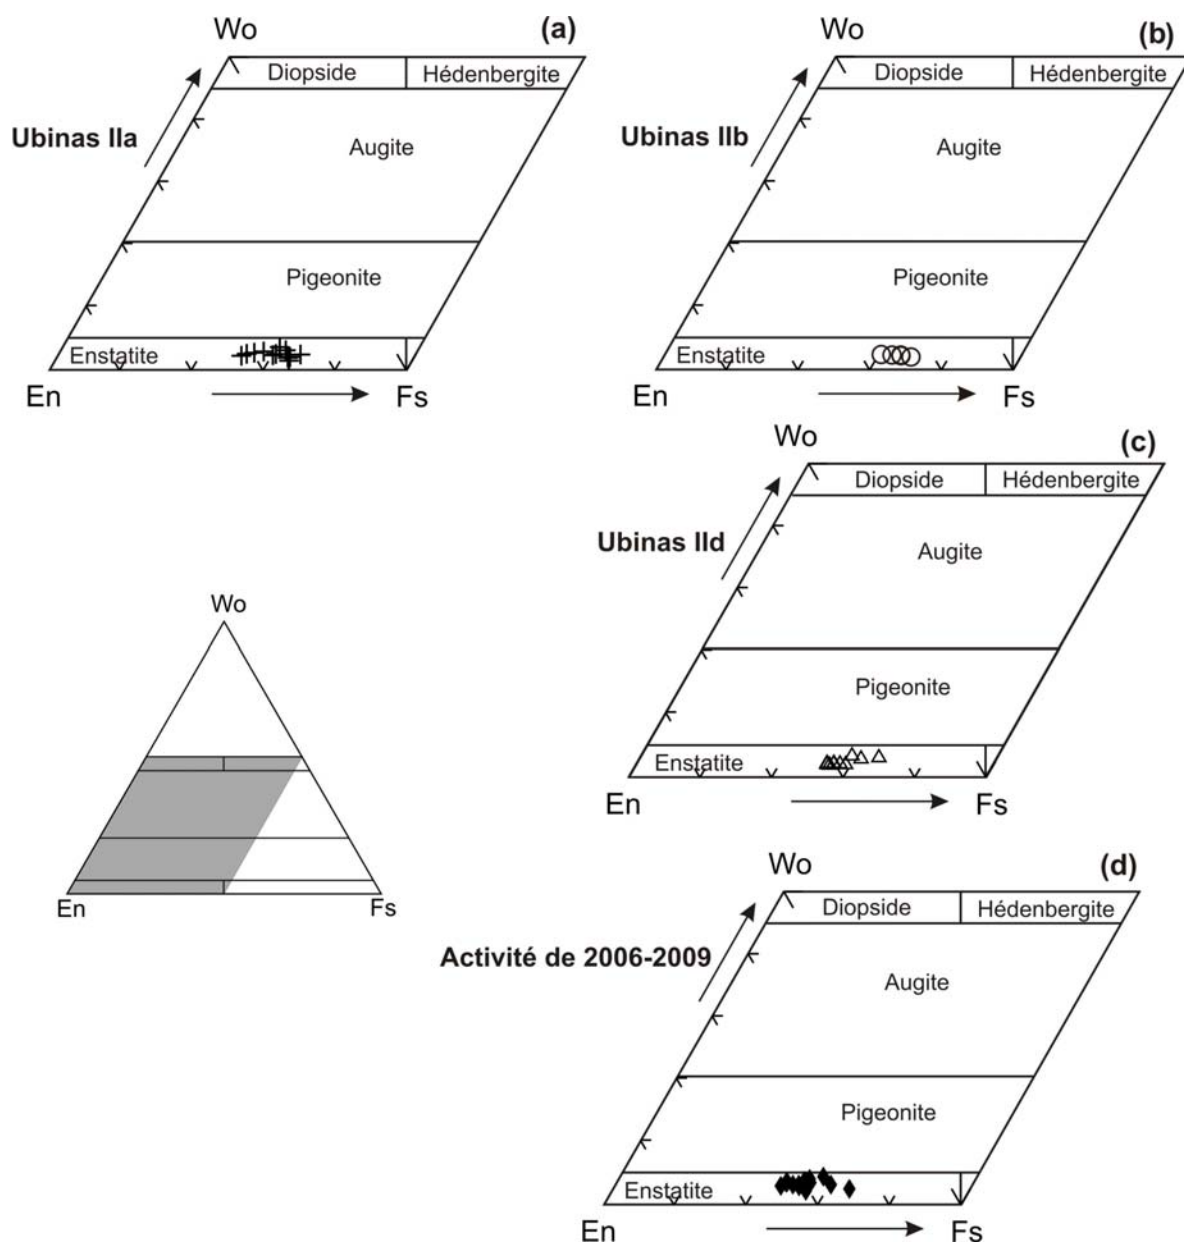 Wo
(a)
Diopside
Hédenbergite
Ubinas IIa
Augite
Pigeonite
Enstatite
En
Fs
Wo
(b)
Diopside
Hédenbergite
Ubinas IIb
Augite
Pigeonite
Enstatite
En
Fs
Wo
(c)
Diopside
Hédenbergite
Ubinas IId
Augite
Pigeonite
Enstatite
En
Fs
Wo
En
Fs
Wo
(d)
Diopside
Hédenbergite
Activité de 2006-2009
Augite
Pigeonite
Enstatite
En
Fs